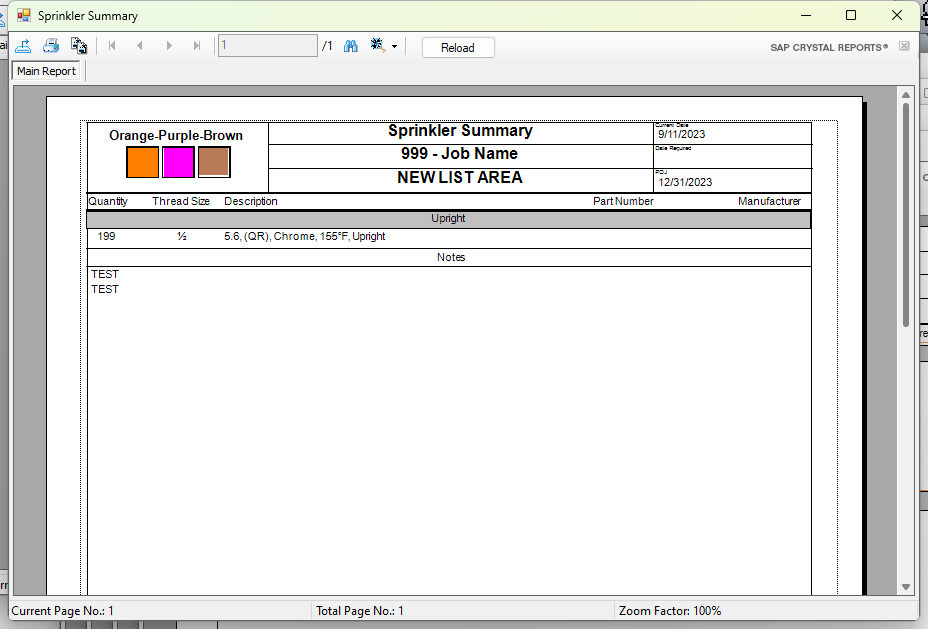 Sprinkler Summary
1 /1 Reload SAP CRYSTAL REPORTS®
Main Report
Orange-Purple-Brown
Sprinkler Summary
Current Date
9/11/2023
999 - Job Name
Date Required
NEW LIST AREA
POJ
12/31/2023
Quantity Thread Size Description Part Number Manufacturer
Upright
199 ½ 5.6, (QR), Chrome, 155°F, Upright
Notes
TEST
TEST
Current Page No.: 1 Total Page No.: 1 Zoom Factor: 100%